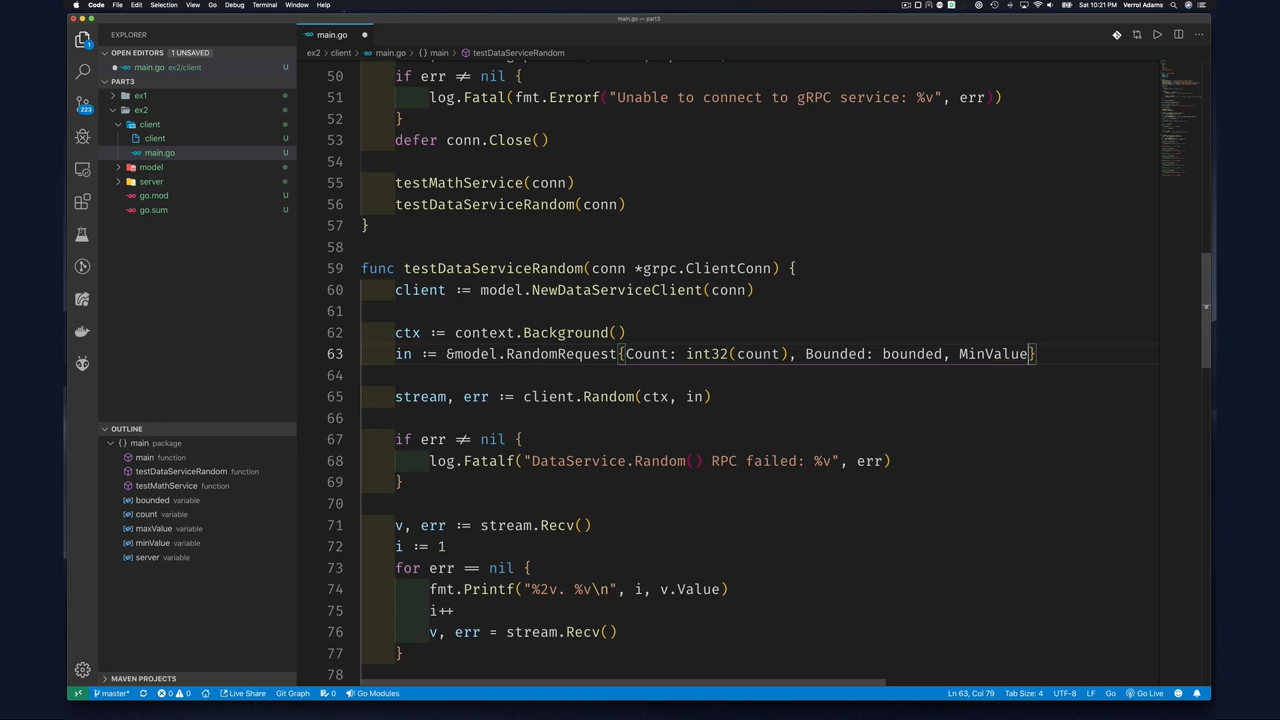 Code File Edit Selection View Go Debug Terminal Window Help
Sat 10:21 PM Verrol Adams
main.go — part3
EXPLORER
main.go
OPEN EDITORS 1 UNSAVED
main.go ex2/client U
PART3
ex1
ex2
client
client
main.go U
model
server
go.mod U
go.sum U
1
223
ex2 › client › main.go › {} main › testDataServiceRandom
50 if err ≠ nil {
51 log.Fatal(fmt.Errorf("Unable to connect to gRPC service: %v", err))
52 }
53 defer conn.Close()
54
55 testMathService(conn)
56 testDataServiceRandom(conn)
57 }
58
59 func testDataServiceRandom(conn *grpc.ClientConn) {
60 client := model.NewDataServiceClient(conn)
61
62 ctx := context.Background()
63 in := &model.RandomRequest{Count: int32(count), Bounded: bounded, MinValue}
64
65 stream, err := client.Random(ctx, in)
66
67 if err ≠ nil {
68 log.Fatalf("DataService.Random() RPC failed: %v", err)
69 }
70
71 v, err := stream.Recv()
72 i := 1
73 for err == nil {
74 fmt.Printf("%2v. %v\n", i, v.Value)
75 i++
76 v, err = stream.Recv()
77 }
78
OUTLINE
{} main package
main function
testDataServiceRandom function
testMathService function
bounded variable
count variable
maxValue variable
minValue variable
server variable
MAVEN PROJECTS
master* 0 0 Live Share Git Graph 0 Go Modules
Ln 63, Col 79 Tab Size: 4 UTF-8 LF Go Go Live